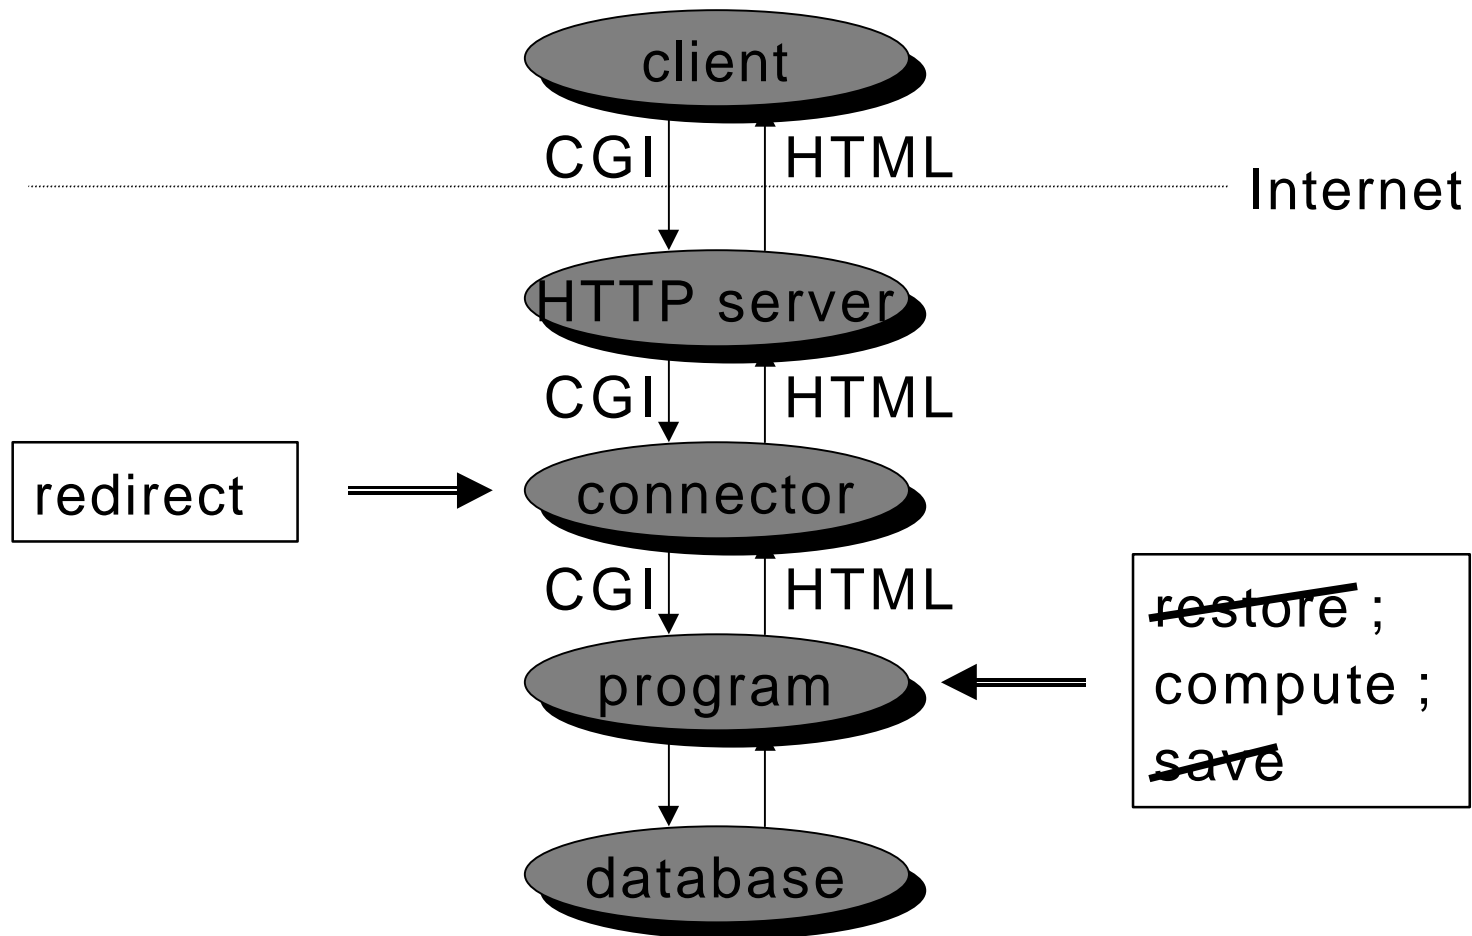 client
CGI HTML
Internet
HTTP server
CGI HTML
redirect
connector
CGI HTML
restore ;
program
compute ;
save
database